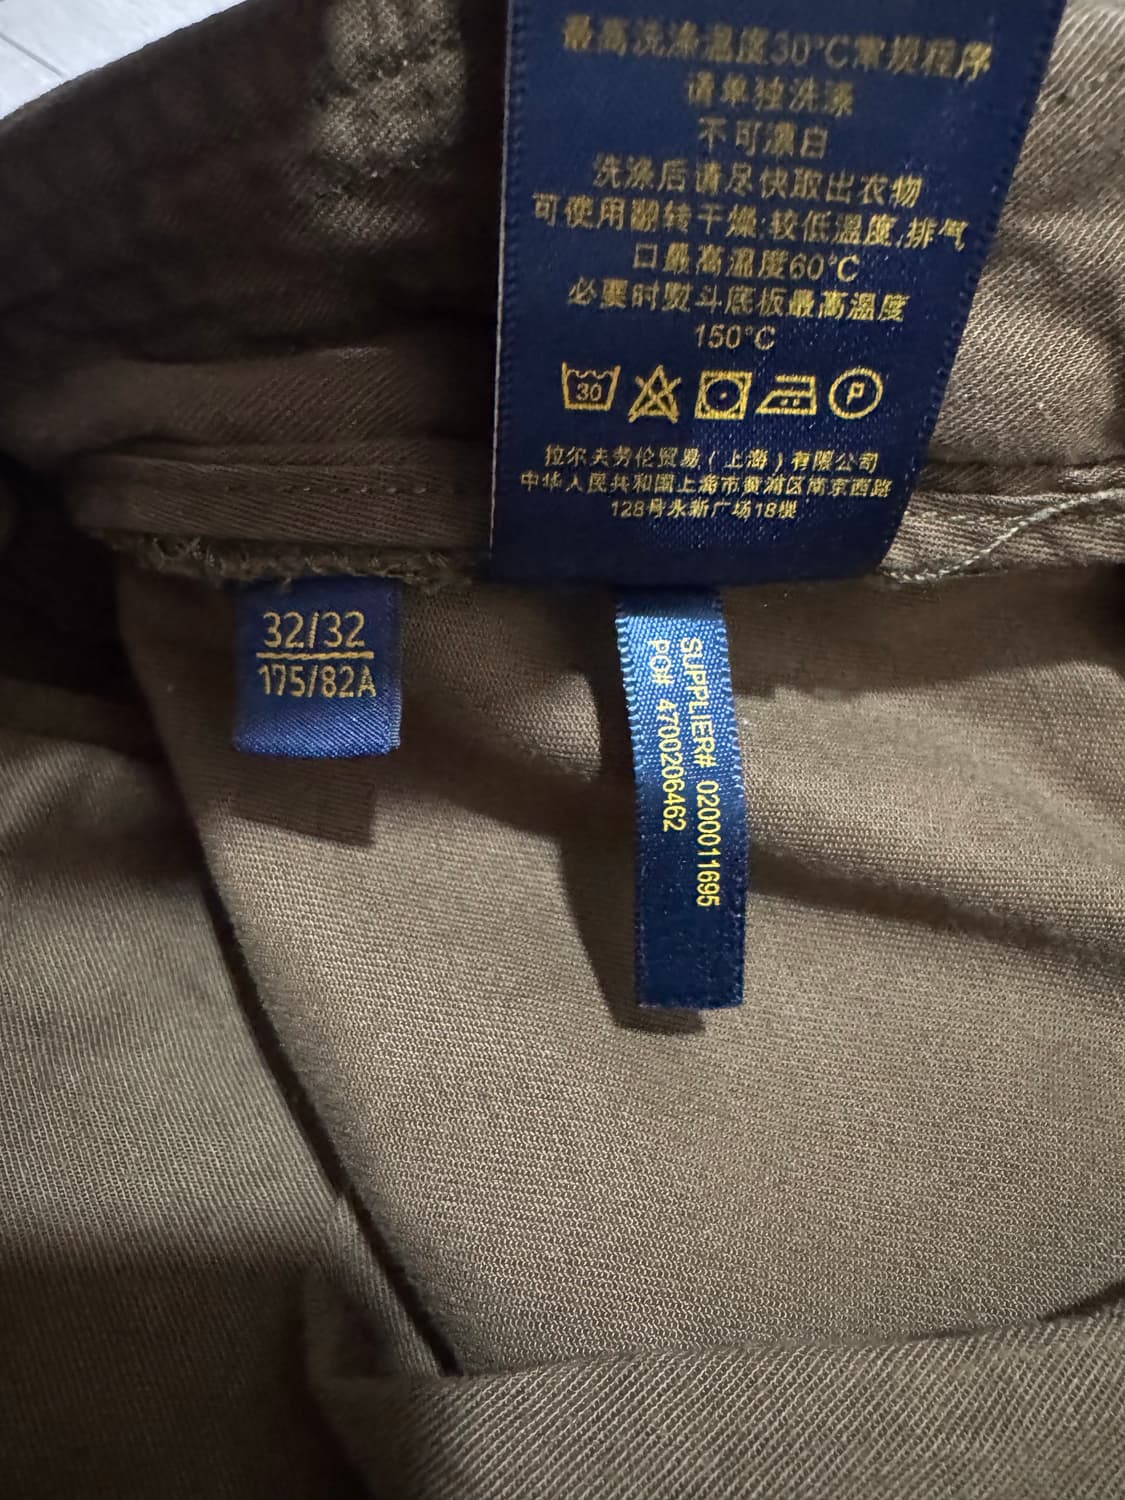 最高洗涤温度30°C常规程序
请单独洗涤
不可漂白
洗涤后请尽快取出衣物
可使用翻转干燥;较低温度,排气
口最高温度60°C
必要时熨斗底板最高温度
150°C
30
P
拉尔夫劳伦贸易(上海)有限公司
中华人民共和国上海市黄浦区南京西路
128号永新广场18楼
32/32
175/82A
SUPPLIER# 0200011695
PO# 4700206462